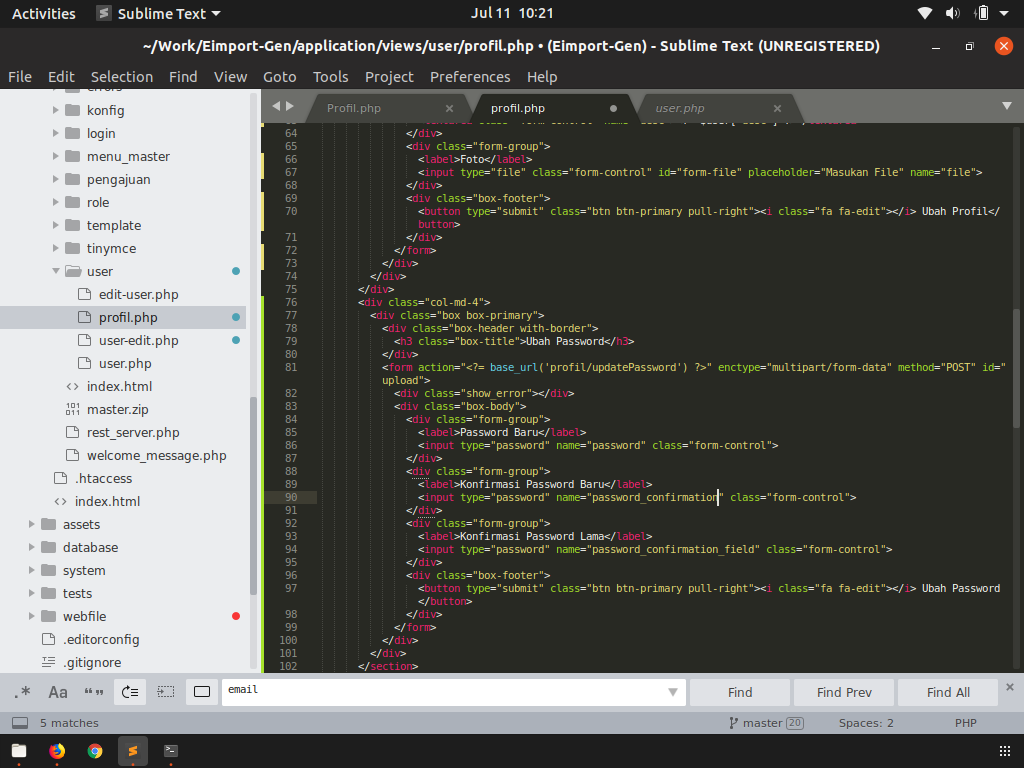 Activities Sublime Text Jul 11 10:21
~/Work/Eimport-Gen/application/views/user/profil.php • (Eimport-Gen) - Sublime Text (UNREGISTERED)
File Edit Selection Find View Goto Tools Project Preferences Help
errors
konfig
login
menu_master
pengajuan
role
template
tinymce
user
edit-user.php
profil.php
user-edit.php
user.php
index.html
master.zip
rest_server.php
welcome_message.php
.htaccess
index.html
assets
database
system
tests
webfile
.editorconfig
.gitignore
Profil.php × profil.php user.php ×
64 </div>
65 <div class="form-group">
66 <label>Foto</label>
67 <input type="file" class="form-control" id="form-file" placeholder="Masukan File" name="file">
68 </div>
69 <div class="box-footer">
70 <button type="submit" class="btn btn-primary pull-right"><i class="fa fa-edit"></i> Ubah Profil</
button>
71 </div>
72 </form>
73 </div>
74 </div>
75 </div>
76 <div class="col-md-4">
77 <div class="box box-primary">
78 <div class="box-header with-border">
79 <h3 class="box-title">Ubah Password</h3>
80 </div>
81 <form action="<?= base_url('profil/updatePassword') ?>" enctype="multipart/form-data" method="POST" id="
upload">
82 <div class="show_error"></div>
83 <div class="box-body">
84 <div class="form-group">
85 <label>Password Baru</label>
86 <input type="password" name="password" class="form-control">
87 </div>
88 <div class="form-group">
89 <label>Konfirmasi Password Baru</label>
90 <input type="password" name="password_confirmation" class="form-control">
91 </div>
92 <div class="form-group">
93 <label>Konfirmasi Password Lama</label>
94 <input type="password" name="password_confirmation_field" class="form-control">
95 </div>
96 <div class="box-footer">
97 <button type="submit" class="btn btn-primary pull-right"><i class="fa fa-edit"></i> Ubah Password
</button>
98 </div>
99 </form>
100 </div>
101 </div>
102 </section>
.* Aa “” email Find Find Prev Find All ×
5 matches master 20 Spaces: 2 PHP